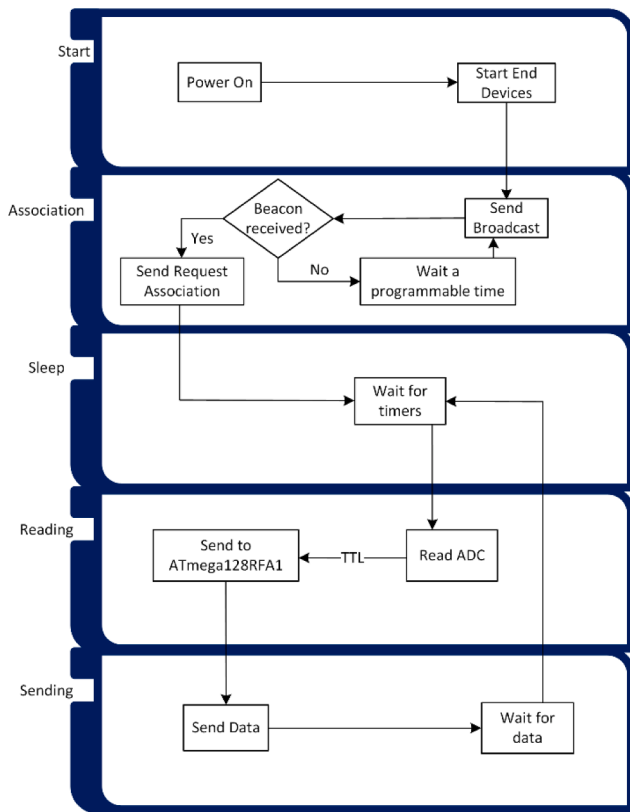 Start
Power On
Start End
Devices
Association
Beacon
received?
Send
Broadcast
Yes
Send Request
Association
No
Wait a
programmable time
Sleep
Wait for
timers
Reading
Send to
ATmega128RFA1
TTL
Read ADC
Sending
Send Data
Wait for
data